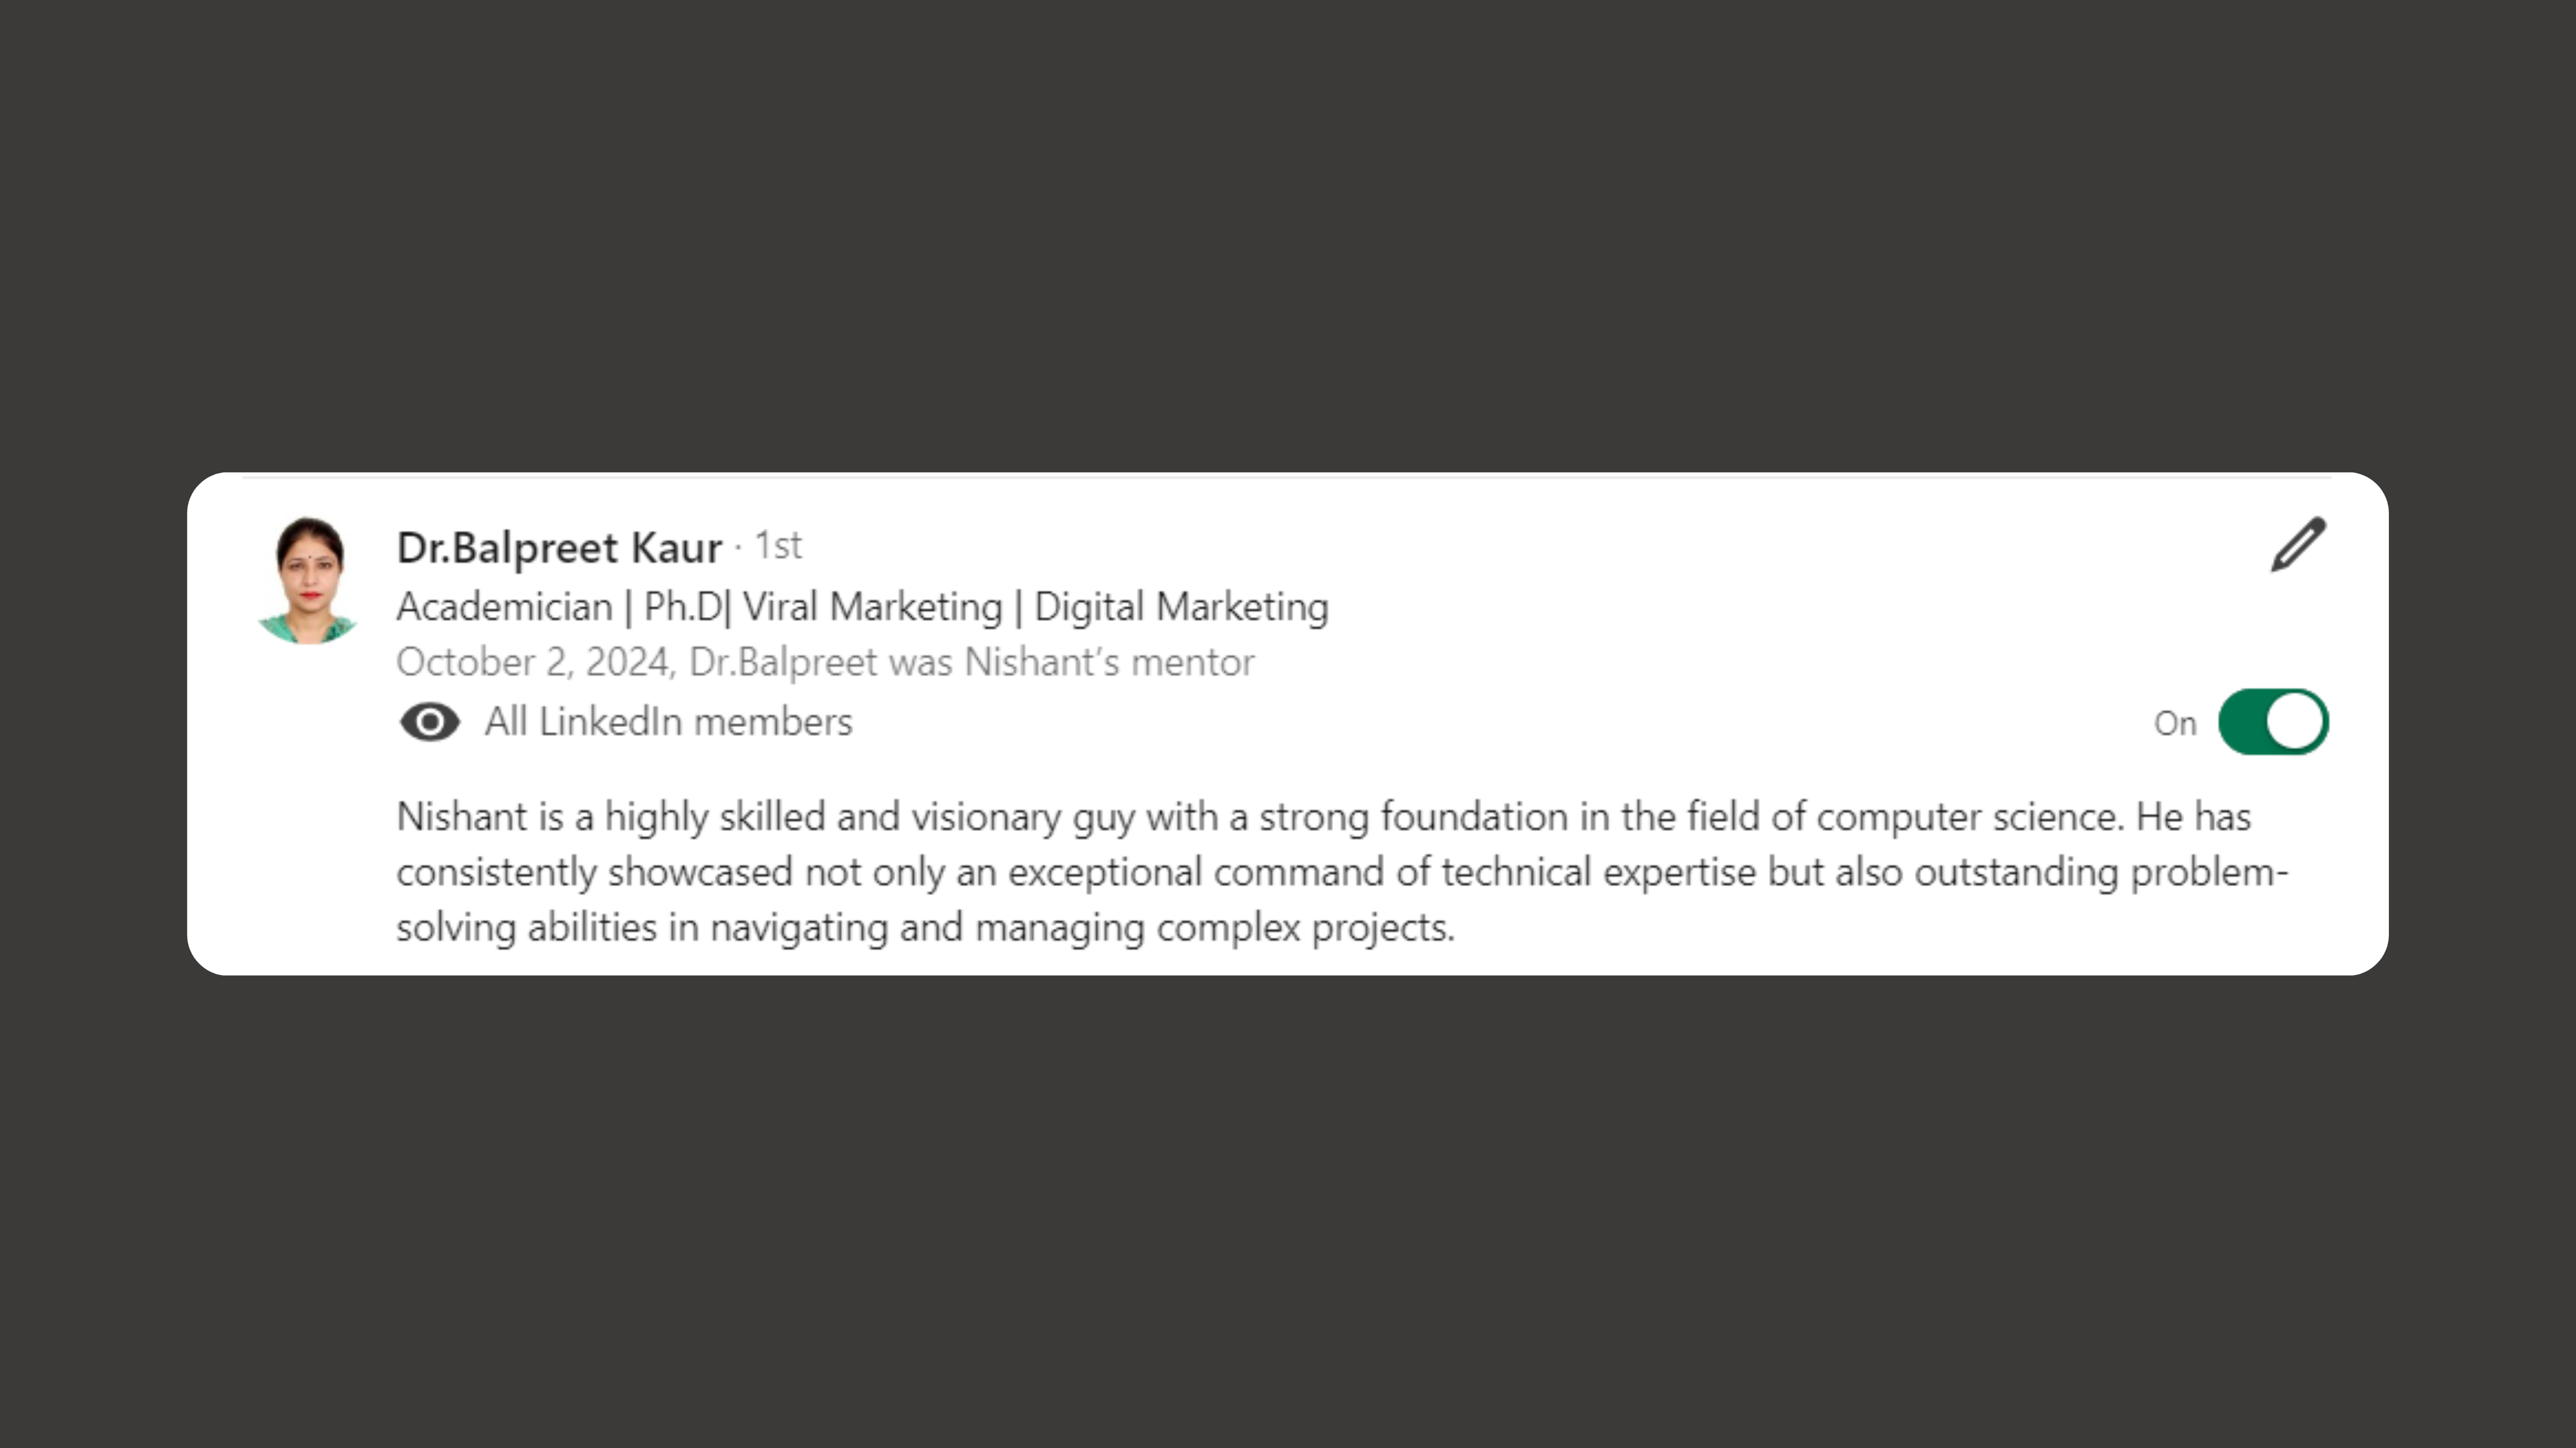 Dr.Balpreet Kaur · 1st
Academician | Ph.D| Viral Marketing | Digital Marketing
October 2, 2024, Dr.Balpreet was Nishant’s mentor
All LinkedIn members
On
Nishant is a highly skilled and visionary guy with a strong foundation in the field of computer science. He has
consistently showcased not only an exceptional command of technical expertise but also outstanding problem-
solving abilities in navigating and managing complex projects.